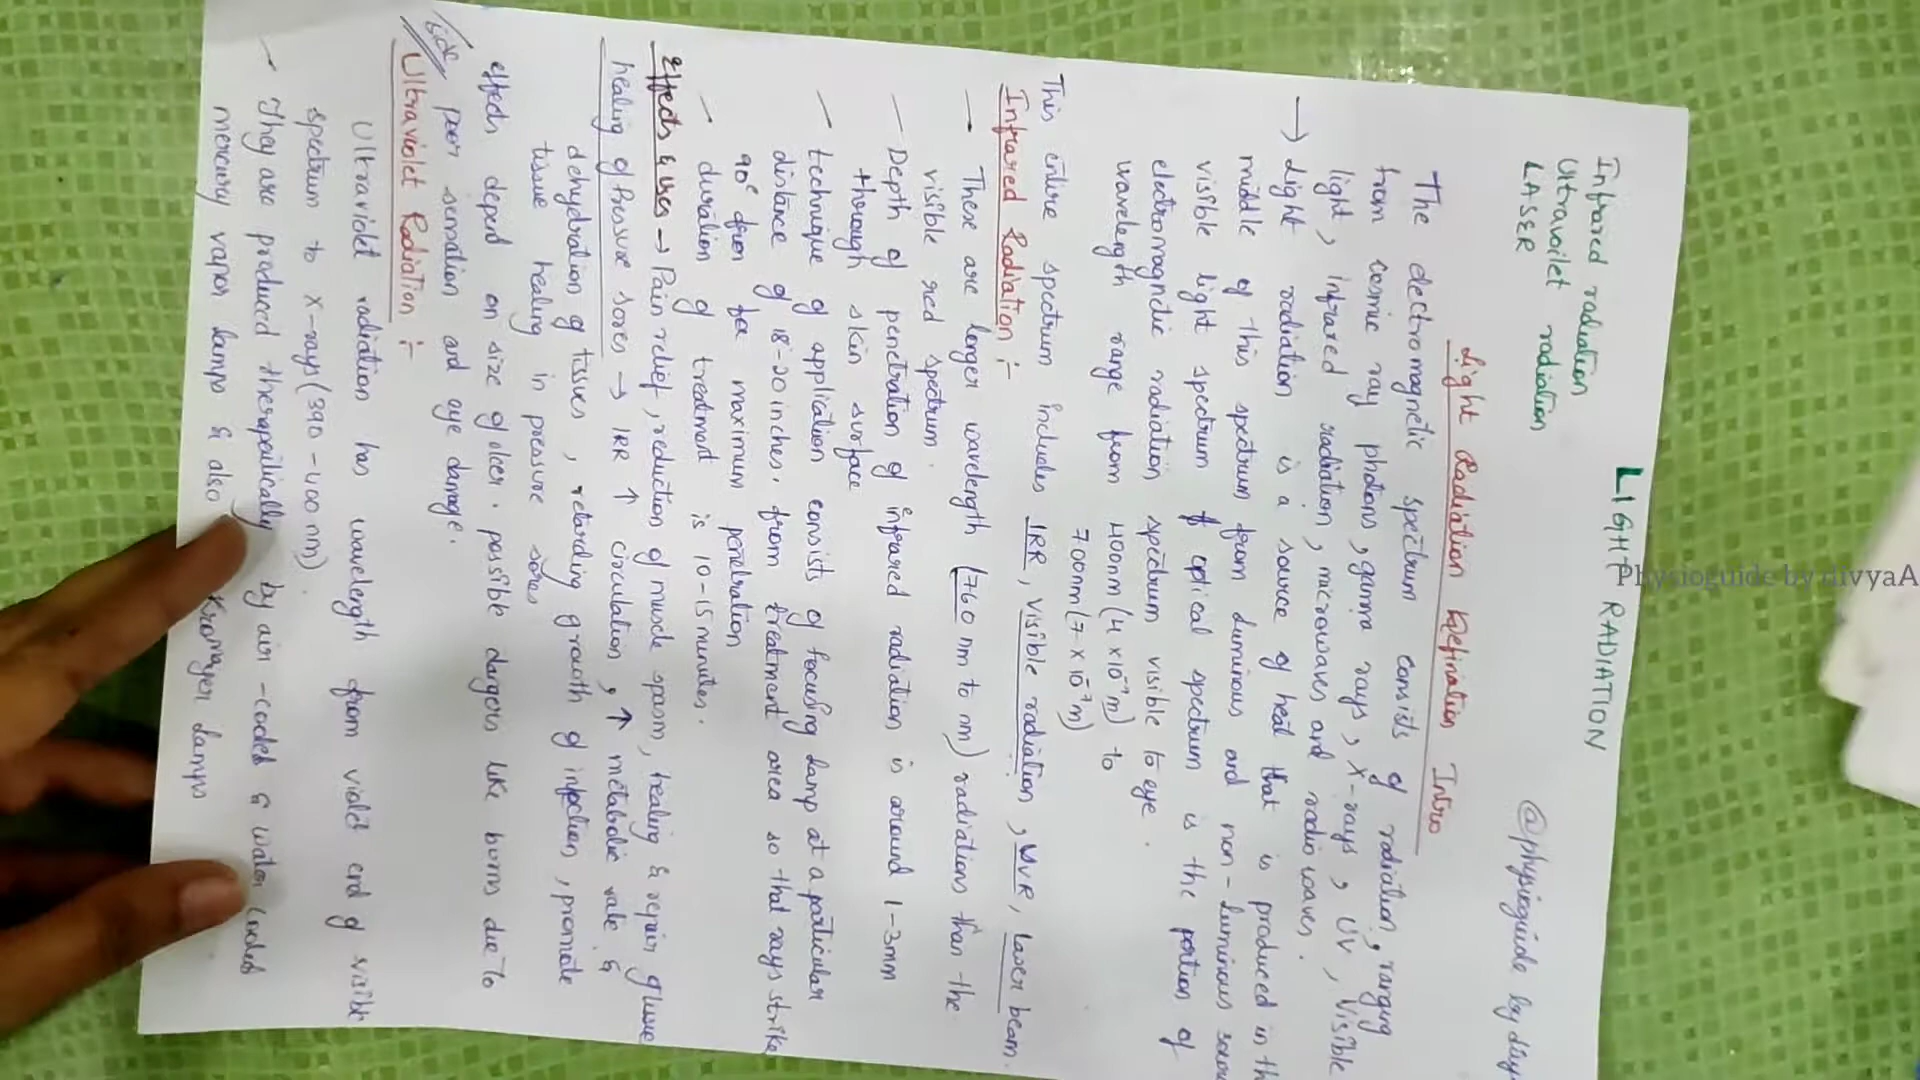 LIGHT RADIATION
Infrared radiation
Ultravoilet radiation
LASER
@physioguide by divy
Light Radiation Definition Intro
The electromagnetic spectrum consists of radiation, ranging
from cosmic ray photons, gamma rays, X-rays, UV, Visible
light, infrared radiation, microwaves and radio waves.
→ Light radiation is a source of heat that is produced in th
middle of this spectrum from Luminous and non-Luminous sour
visible light spectrum optical spectrum is the portion of
electromagnetic radiation spectrum visible to eye.
wavelength range from 400nm (4 x 10⁻⁷m) to
700nm (7 x 10⁻⁷m)
This entire spectrum includes IRR, Visible radiation, UVR, laser beam.
Infrared Radiation :-
— These are longer wavelength (760 nm to nm) radiations than the
visible red spectrum.
— Depth of penetration of infrared radiation is around 1-3mm
through skin surface
— technique of application consists of focusing Lamp at a particular
distance of 18-20 inches, from treatment area so that rays strike
90° for maximum penetration
— duration of treatment is 10-15 minutes.
Effects & uses → Pain relief, reduction of muscle spasm, healing & repair
healing of Pressure sores → IRR ↑ circulation, ↑ metabolic rate &
dehydration of tissues, retarding growth of infection, promote
tissue healing in pressure sores
side effects depend on size of ulcer. possible dangers like burns due to
poor sensation and eye damage.
Ultraviolet Radiation :-
Ultraviolet radiation has wavelength from violet end of visible
spectrum to x-rays (390-400 nm)
— They are produced therapeutically by air-cooled & water cooled
mercury vapor lamps & also Kromayer Lamps
Physioguide by divyaA